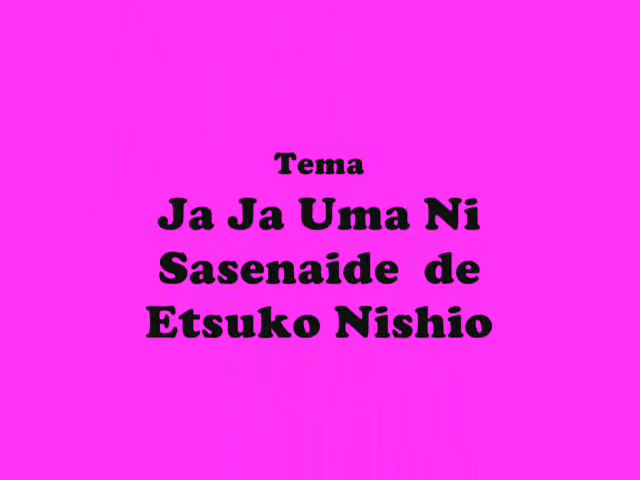 Tema
Ja Ja Uma Ni
Sasenaide de
Etsuko Nishio